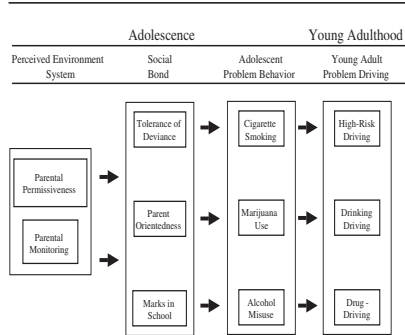 Adolescence Young Adulthood
Perceived Environment Social Adolescent Young Adult
System Bond Problem Behavior Problem Driving
Tolerance of
Deviance
Cigarette
Smoking
High-Risk
Driving
Parental
Permissiveness
Parent
Orientedness
Marijuana
Use
Drinking
Driving
Parental
Monitoring
Marks in
School
Alcohol
Misuse
Drug -
Driving